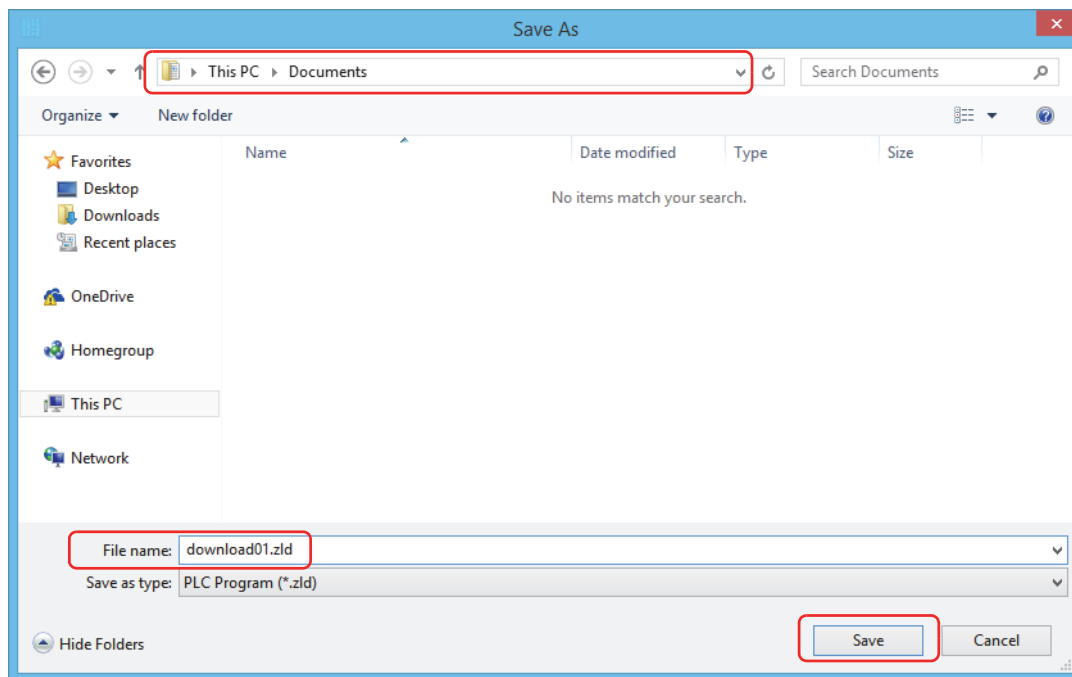 Save As
This PC Documents
Search Documents
Organize New folder
Name Date modified Type Size
No items match your search.
Favorites
Desktop
Downloads
Recent places
OneDrive
Homegroup
This PC
Network
File name: download01.zld
Save as type: PLC Program (*.zld)
Hide Folders Save Cancel